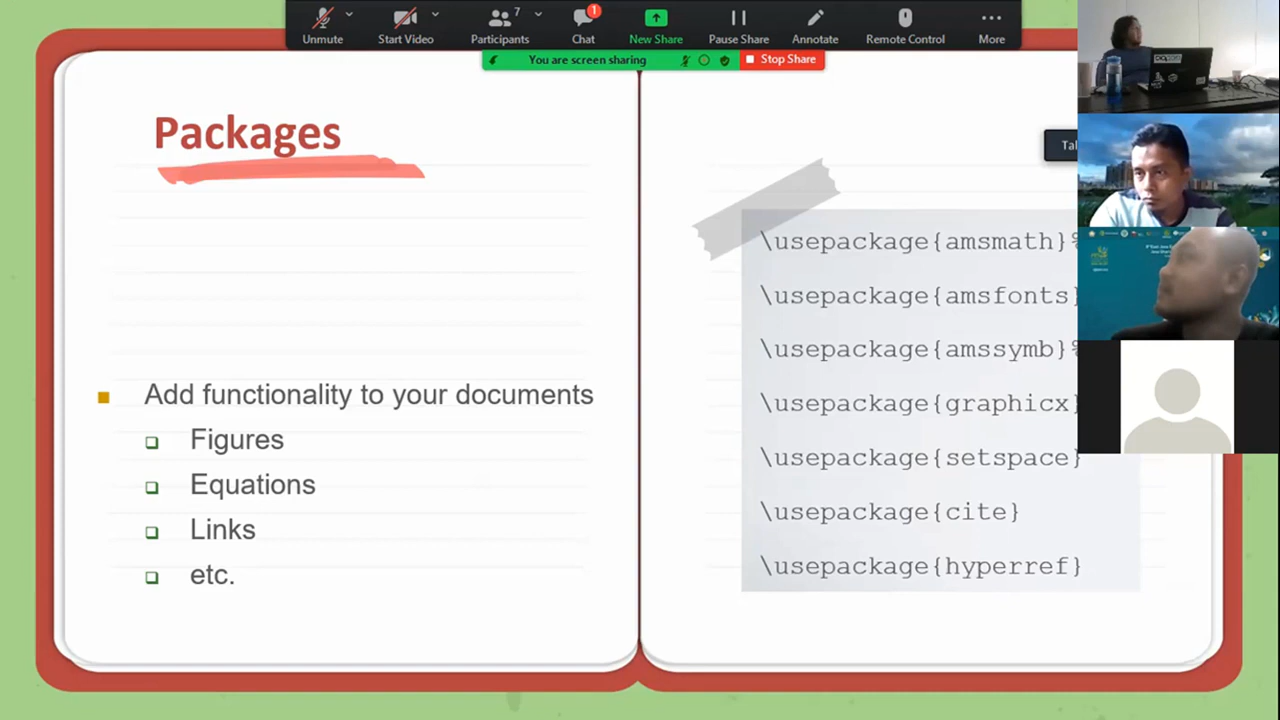 Unmute
Start Video
Participants
7
Chat
1
New Share
Pause Share
Annotate
Remote Control
More
You are screen sharing
Stop Share
Packages
Add functionality to your documents
Figures
Equations
Links
etc.
\usepackage{amsmath}%
\usepackage{amsfonts}
\usepackage{amssymb}%
\usepackage{graphicx}
\usepackage{setspace}
\usepackage{cite}
\usepackage{hyperref}